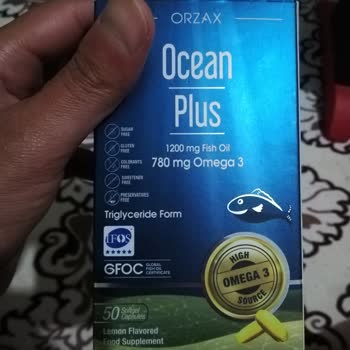 ORZAX
Ocean
Plus
1200 mg Fish Oil
780 mg Omega 3
SUGAR
FREE
GLUTEN
FREE
COLORANTS
FREE
SWEETENER
FREE
PRESERVATIVES
FREE
Triglyceride Form
IFOS
GFOC
GLOBAL
FISH OIL
CERTIFICATE
HIGH
OMEGA 3
SOURCE
50 Softgel
Capsules
Lemon Flavored
Food Supplement